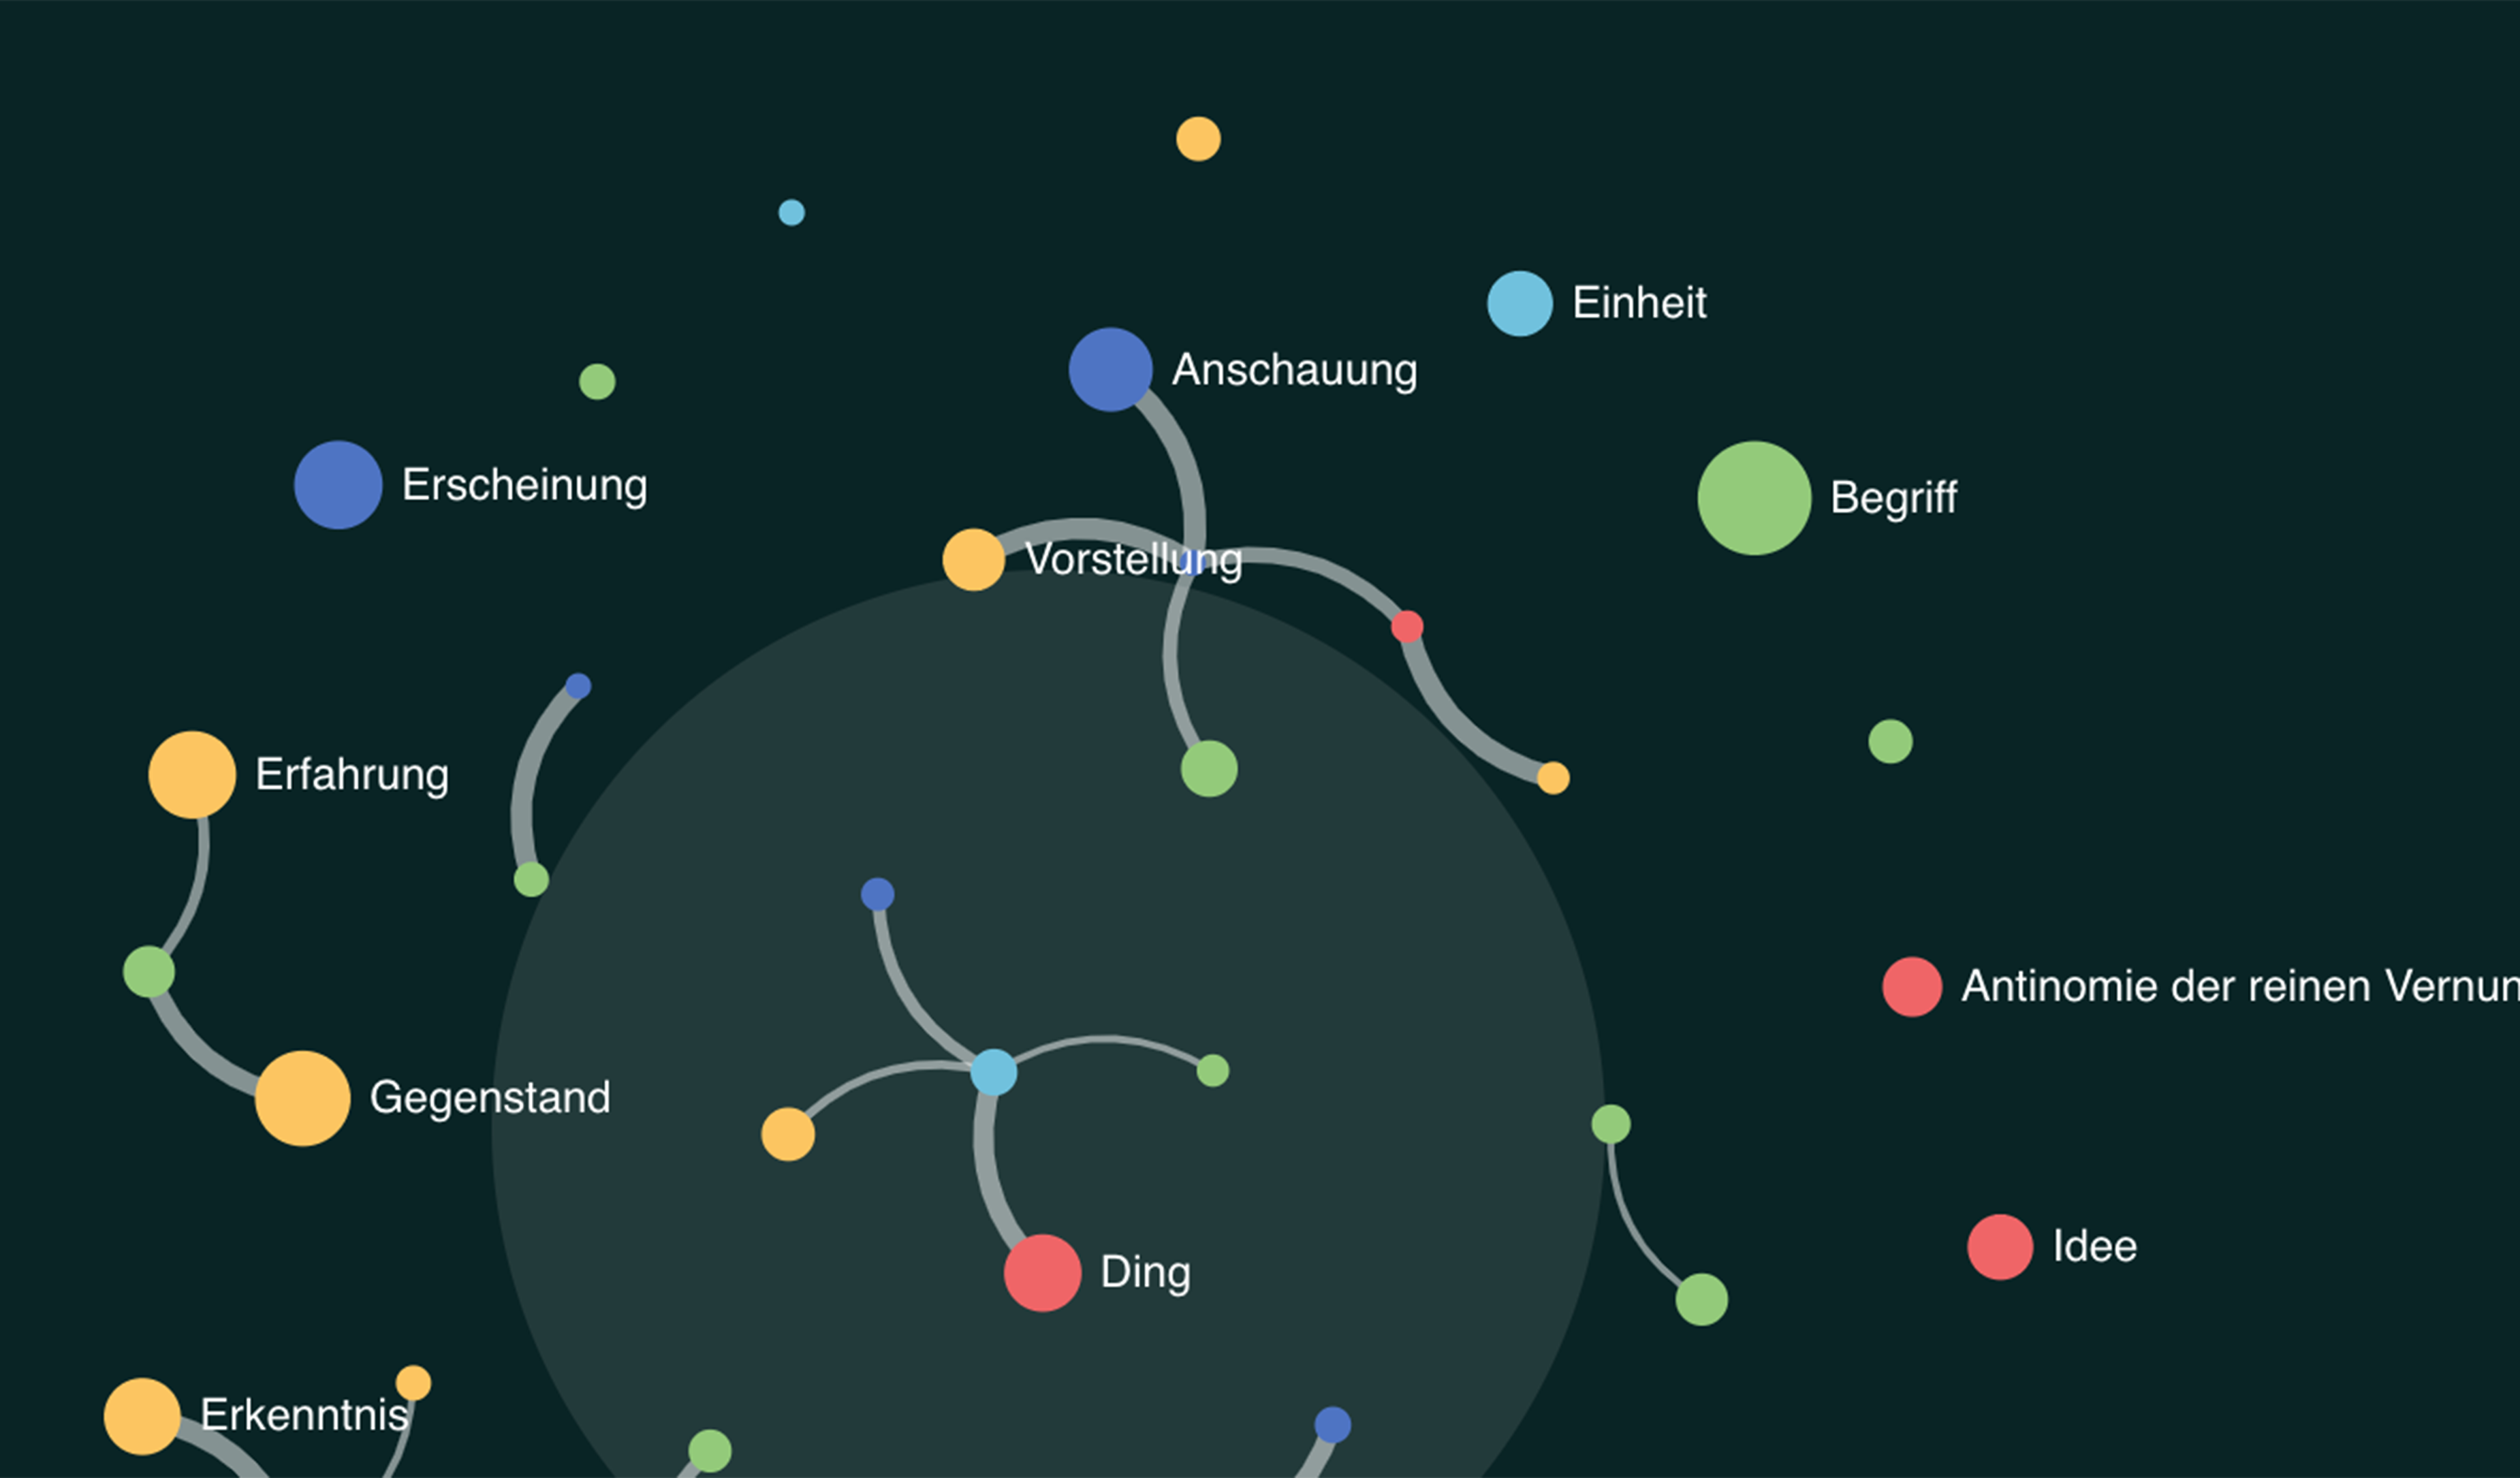 Einheit
Anschauung
Erscheinung
Begriff
Vorstellung
Erfahrung
Antinomie der reinen Vernun
Gegenstand
Idee
Ding
Erkenntnis